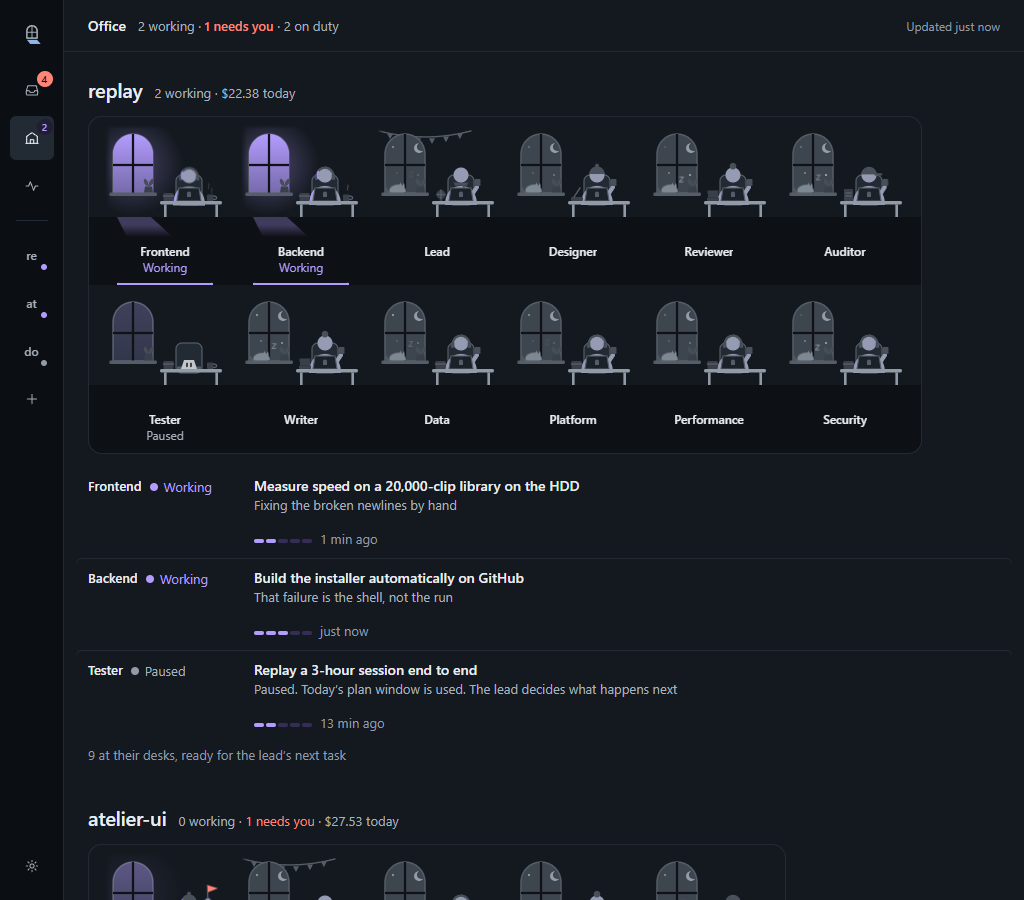 Office 2 working · 1 needs you · 2 on duty
Updated just now
4
2
re
at
do
replay 2 working · $22.38 today
Frontend
Working
Backend
Working
Lead
Designer
Reviewer
Auditor
Tester
Paused
Writer
Data
Platform
Performance
Security
Frontend Working
Measure speed on a 20,000-clip library on the HDD
Fixing the broken newlines by hand
1 min ago
Backend Working
Build the installer automatically on GitHub
That failure is the shell, not the run
just now
Tester Paused
Replay a 3-hour session end to end
Paused. Today's plan window is used. The lead decides what happens next
13 min ago
9 at their desks, ready for the lead's next task
atelier-ui 0 working · 1 needs you · $27.53 today